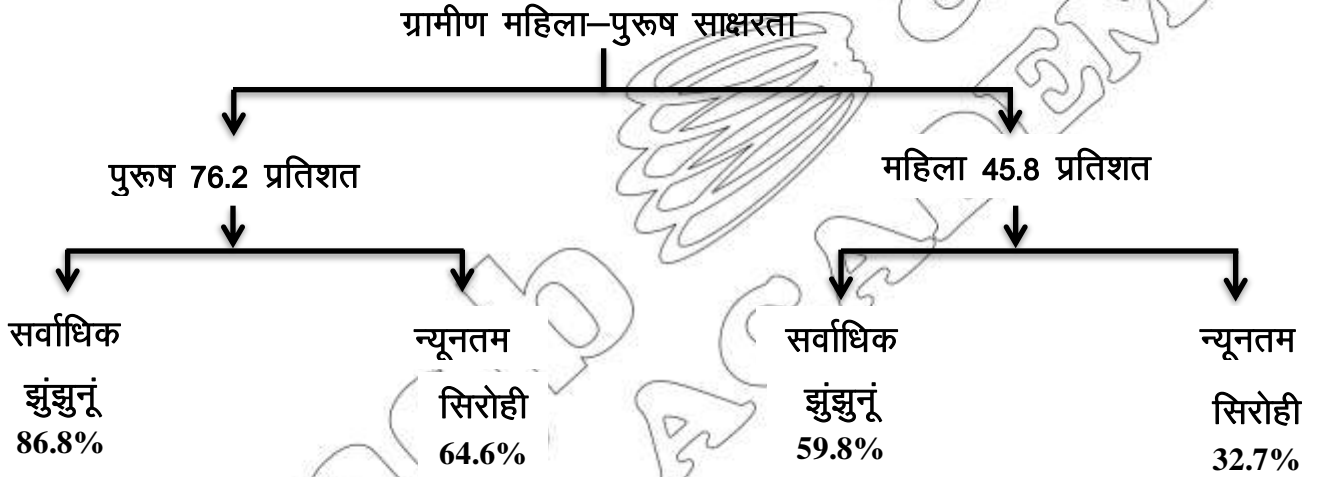 ग्रामीण महिला–पुरूष साक्षरता
पुरूष 76.2 प्रतिशत
महिला 45.8 प्रतिशत
सर्वाधिक
न्यूनतम
सर्वाधिक
न्यूनतम
झुंझुनूं
सिरोही
झुंझुनूं
सिरोही
86.8%
64.6%
59.8%
32.7%